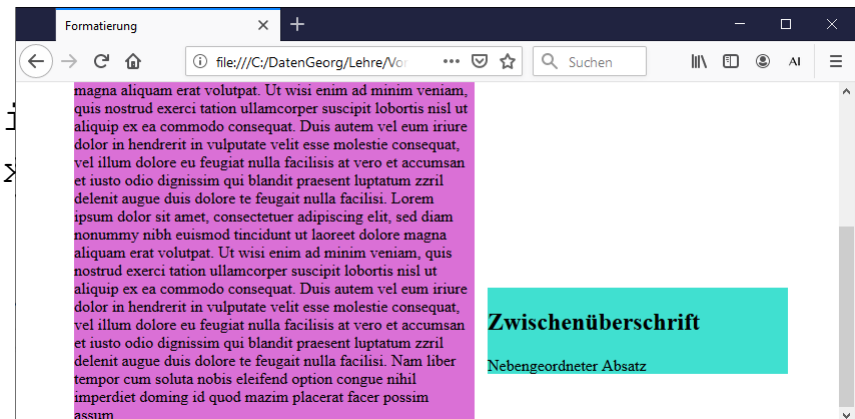 Formatierung
file:///C:/DatenGeorg/Lehre/Vor
Suchen
AI
magna aliquam erat volutpat. Ut wisi enim ad minim veniam,
quis nostrud exerci tation ullamcorper suscipit lobortis nisl ut
aliquip ex ea commodo consequat. Duis autem vel eum iriure
dolor in hendrerit in vulputate velit esse molestie consequat,
vel illum dolore eu feugiat nulla facilisis at vero et accumsan
et iusto odio dignissim qui blandit praesent luptatum zzril
delenit augue duis dolore te feugait nulla facilisi. Lorem
ipsum dolor sit amet, consectetuer adipiscing elit, sed diam
nonummy nibh euismod tincidunt ut laoreet dolore magna
aliquam erat volutpat. Ut wisi enim ad minim veniam, quis
nostrud exerci tation ullamcorper suscipit lobortis nisl ut
aliquip ex ea commodo consequat. Duis autem vel eum iriure
dolor in hendrerit in vulputate velit esse molestie consequat,
vel illum dolore eu feugiat nulla facilisis at vero et accumsan
et iusto odio dignissim qui blandit praesent luptatum zzril
delenit augue duis dolore te feugait nulla facilisi. Nam liber
tempor cum soluta nobis eleifend option congue nihil
imperdiet doming id quod mazim placerat facer possim
assum
Zwischenüberschrift
Nebengeordneter Absatz